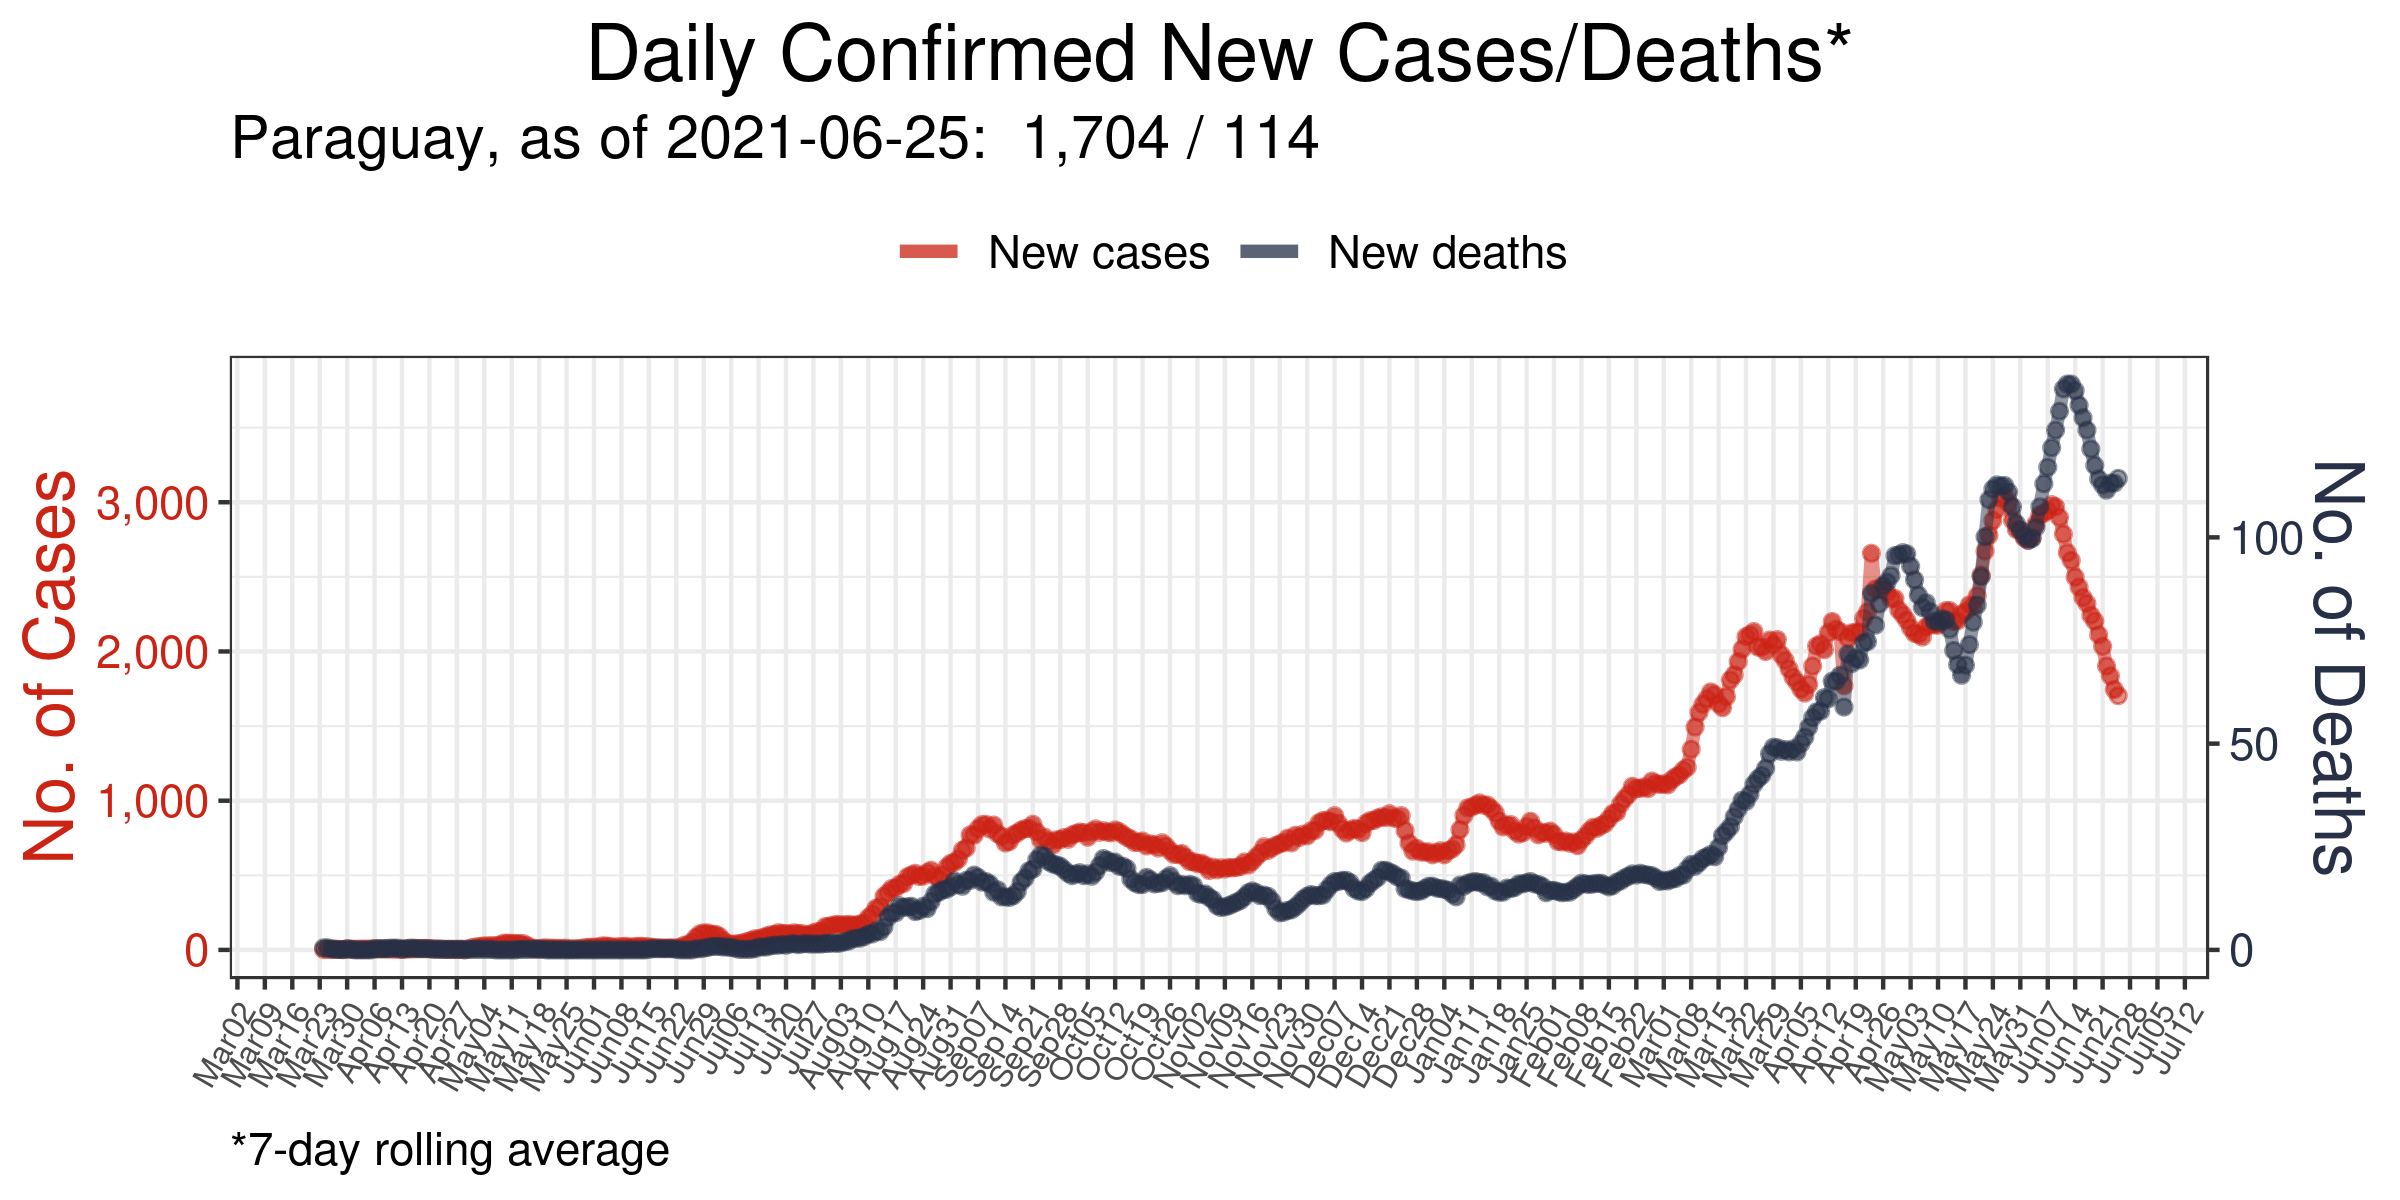 Daily Confirmed New Cases/Deaths*
Paraguay, as of 2021-06-25:  1,704 / 114
New cases
New deaths
No. of Cases
3,000
2,000
1,000
0
100
50
0
No. of Deaths
Mar02
Mar09
Mar16
Mar23
Mar30
Apr06
Apr13
Apr20
Apr27
May04
May11
May18
May25
Jun01
Jun08
Jun15
Jun22
Jun29
Jul06
Jul13
Jul20
Jul27
Aug03
Aug10
Aug17
Aug24
Aug31
Sep07
Sep14
Sep21
Sep28
Oct05
Oct12
Oct19
Oct26
Nov02
Nov09
Nov16
Nov23
Nov30
Dec07
Dec14
Dec21
Dec28
Jan04
Jan11
Jan18
Jan25
Feb01
Feb08
Feb15
Feb22
Mar01
Mar08
Mar15
Mar22
Mar29
Apr05
Apr12
Apr19
Apr26
May03
May10
May17
May24
May31
Jun07
Jun14
Jun21
Jun28
Jul05
Jul12
*7-day rolling average